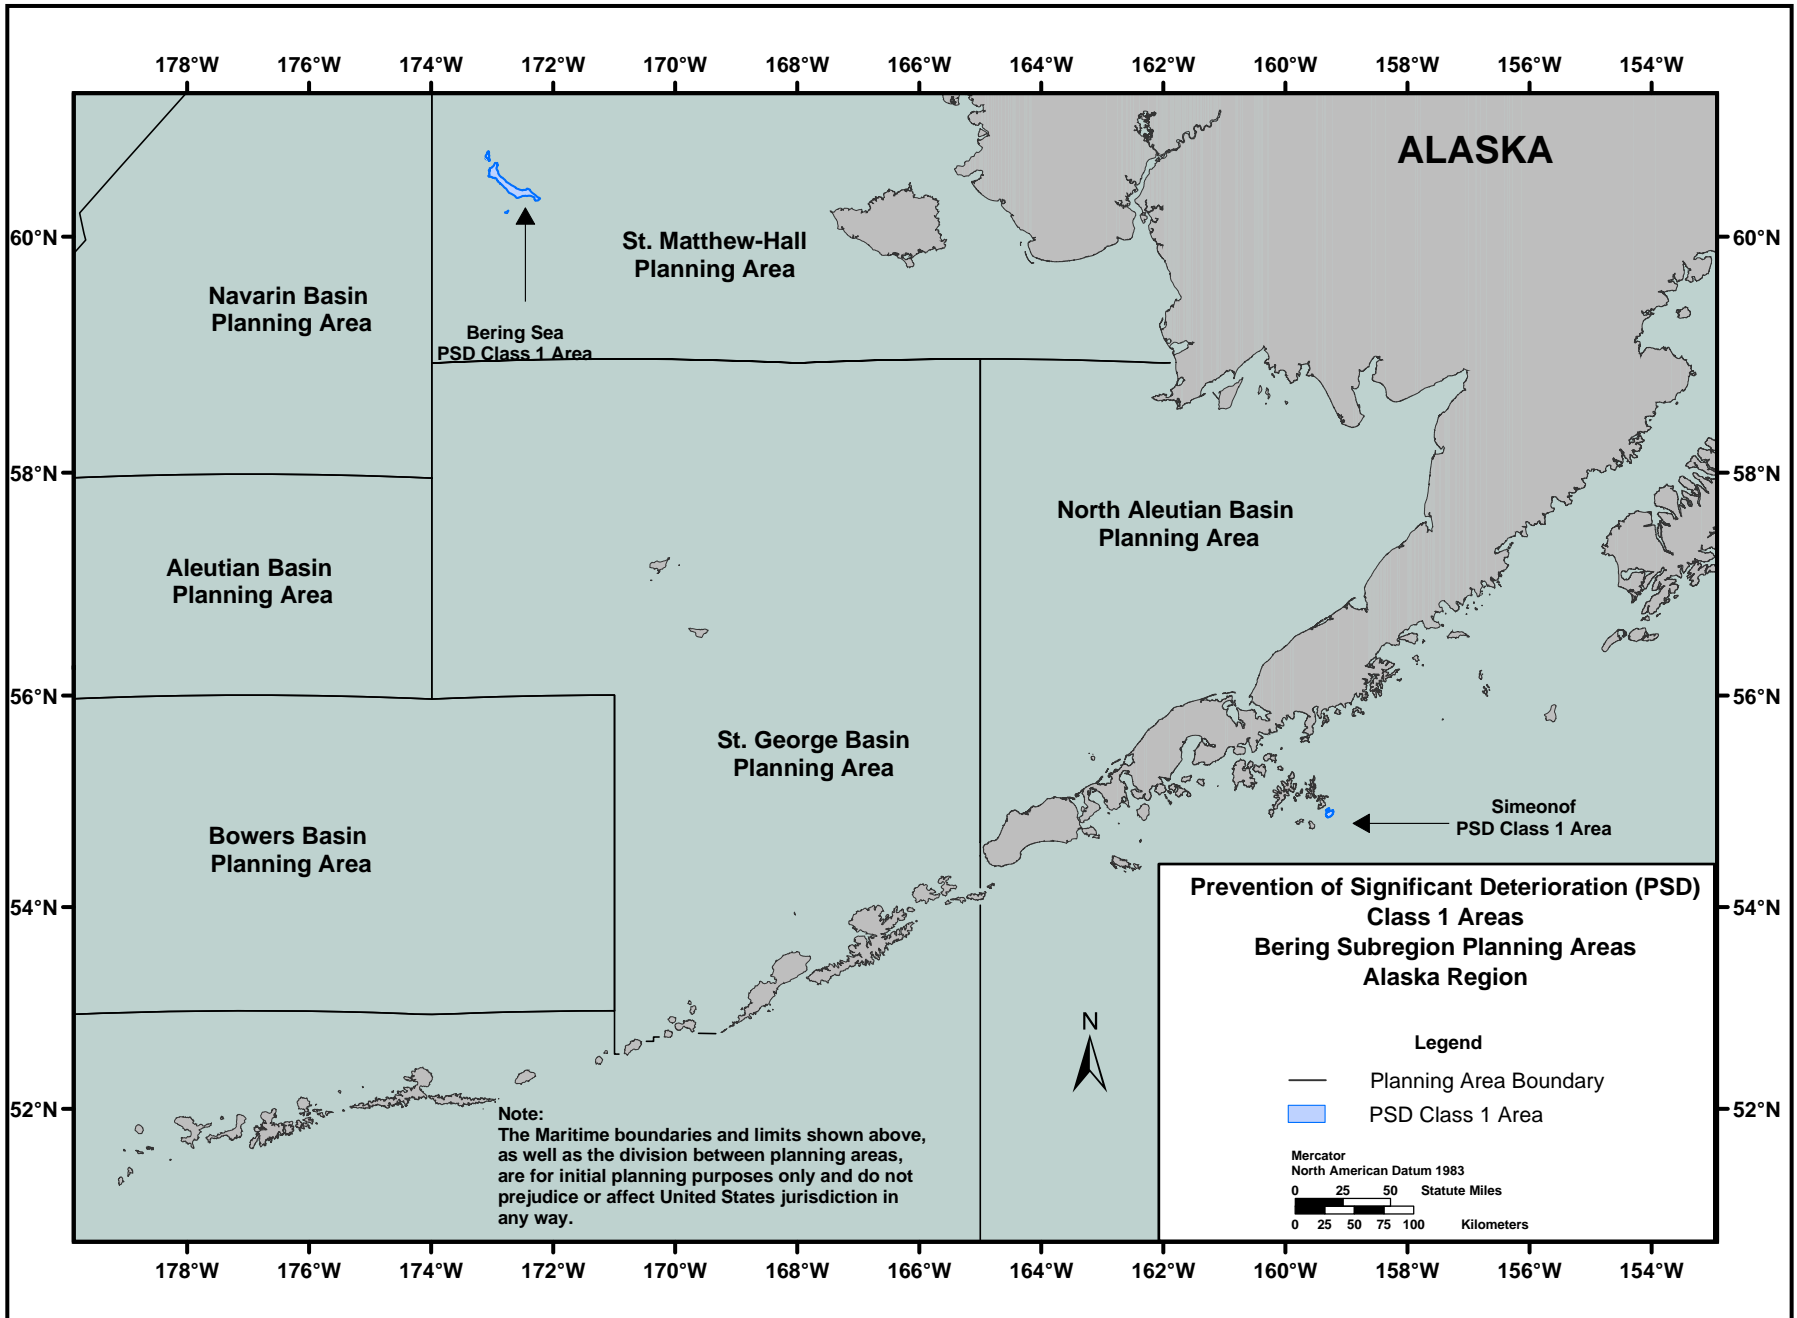 178°W 176°W 174°W 172°W 170°W 168°W 166°W 164°W 162°W 160°W 158°W 156°W 154°W
ALASKA
60°N
60°N
St. Matthew-Hall
Planning Area
Navarin Basin
Planning Area
Bering Sea
PSD Class 1 Area
58°N
58°N
North Aleutian Basin
Planning Area
Aleutian Basin
Planning Area
56°N
56°N
St. George Basin
Planning Area
Simeonof
PSD Class 1 Area
Bowers Basin
Planning Area
54°N
54°N
Prevention of Significant Deterioration (PSD)
Class 1 Areas
Bering Subregion Planning Areas
Alaska Region
N
Legend
Planning Area Boundary
PSD Class 1 Area
52°N
52°N
Note:
The Maritime boundaries and limits shown above,
as well as the division between planning areas,
are for initial planning purposes only and do not
prejudice or affect United States jurisdiction in
any way.
Mercator
North American Datum 1983
0 25 50 Statute Miles
0 25 50 75 100 Kilometers
178°W 176°W 174°W 172°W 170°W 168°W 166°W 164°W 162°W 160°W 158°W 156°W 154°W